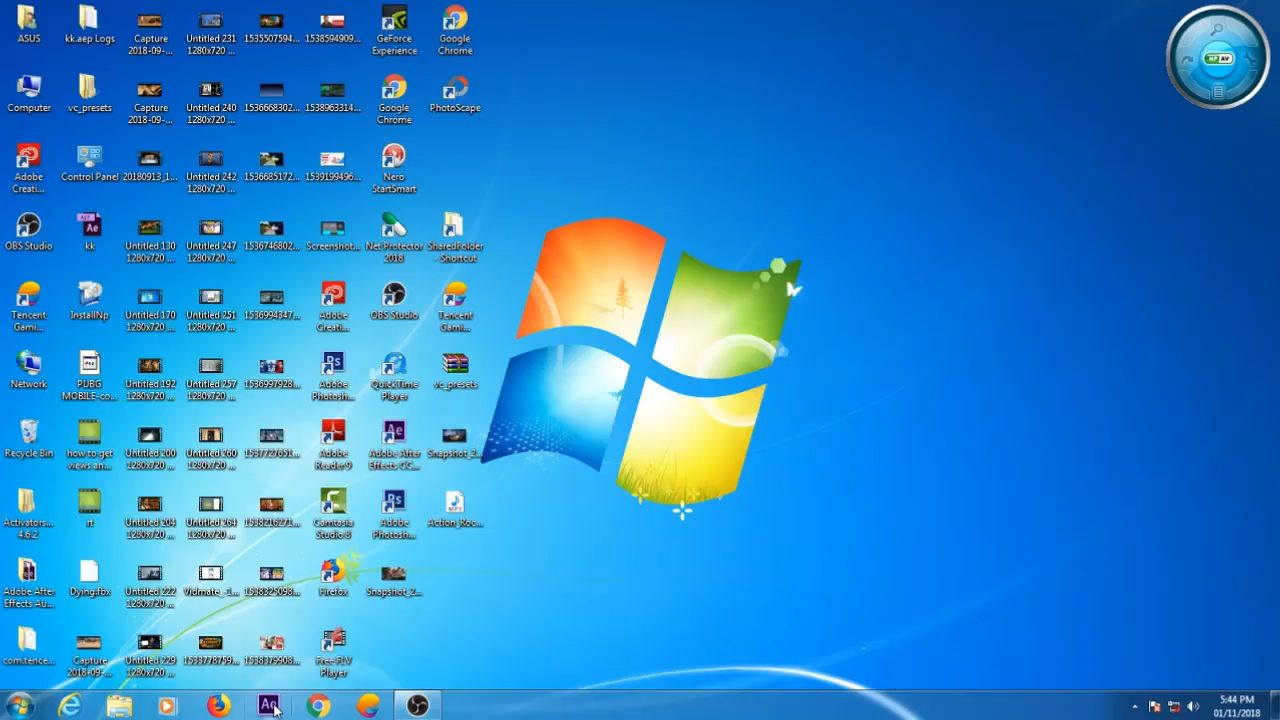 ASUS
kk.aep Logs
Capture
2018-09-...
Untitled 231
1280x720 ...
1535507594...
1538594909...
GeForce
Experience
Google
Chrome
Computer
vc_presets
Capture
2018-09-...
Untitled 240
1280x720 ...
1536668302...
1538963314...
Google
Chrome
PhotoScape
Adobe
Creati...
Control Panel
20180913_1...
Untitled 242
1280x720 ...
1536685172...
1539199496...
Nero
StartSmart
OBS Studio
kk
Untitled 130
1280x720 ...
Untitled 247
1280x720 ...
1536746802...
Screenshot...
Net Protector
2018
SharedFolder
- Shortcut
Tencent
Gami...
InstallNp
Untitled 170
1280x720 ...
Untitled 251
1280x720 ...
1536994347...
Adobe
Creati...
OBS Studio
Tencent
Gami...
Network
PUBG
MOBILE-co...
Untitled 192
1280x720 ...
Untitled 257
1280x720 ...
1536997928...
Adobe
Photosh...
QuickTime
Player
vc_presets
Recycle Bin
how to get
views an...
Untitled 200
1280x720 ...
Untitled 260
1280x720 ...
1537727651...
Adobe
Reader 9
Adobe After
Effects CC...
Snapshot_2...
Activators...
4.6.2
rt
Untitled 204
1280x720 ...
Untitled 264
1280x720 ...
1538216271...
Camtasia
Studio 8
Adobe
Photosh...
Action_Roc...
Adobe After
Effects Au...
Dying.fbx
Untitled 222
1280x720 ...
Vidmate_-1...
1538325098...
Firefox
Snapshot_2...
com.tence...
Capture
2018-09-...
Untitled 229
1280x720 ...
1533778759...
1538379908...
Free FLV
Player
NP AV
5:44 PM
01/11/2018